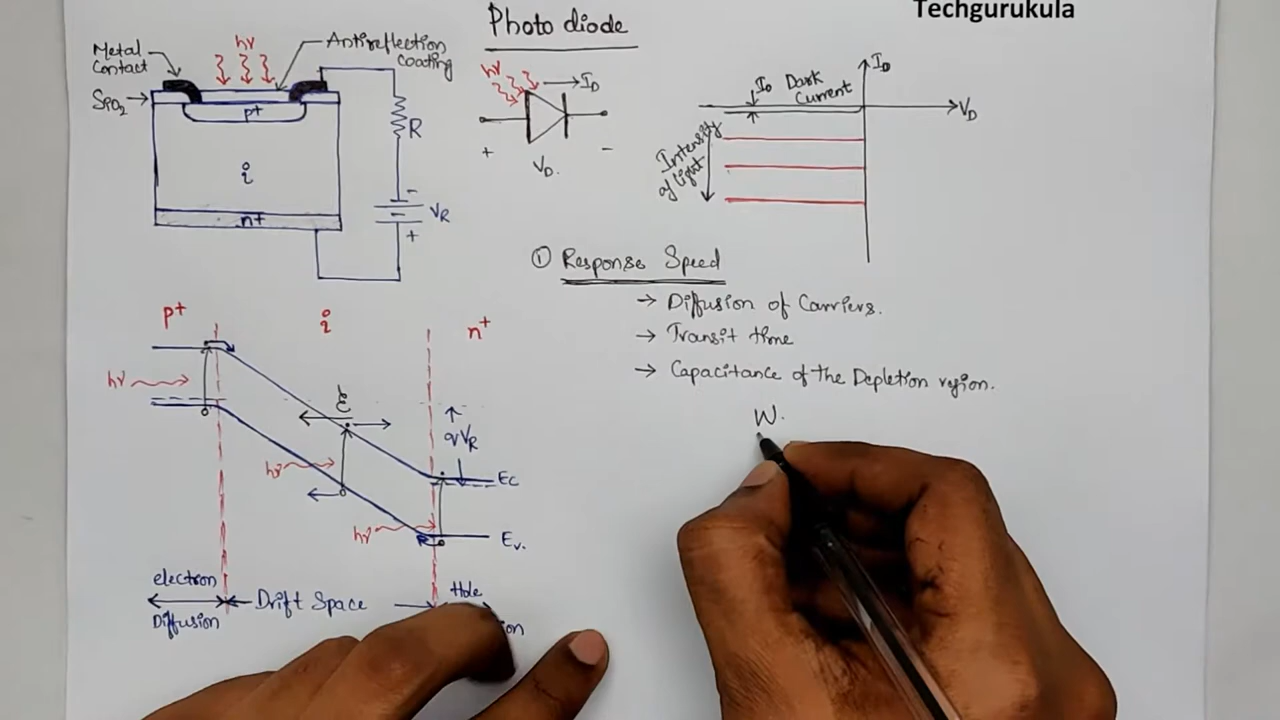 Techgurukula
Photo diode
Metal
Contact
hν
Antireflection
coating
SiO₂
p+
i
n+
R
-
VR
+
hν
→ ID
+
VD.
-
ID
I0 Dark
Current
VD
Intensity
of light
① Response Speed
→ Diffusion of Carriers.
→ Transit time
→ Capacitance of the Depletion region.
W.
p+
i
n+
hν
Ɛ
hν
qVR
EC
hν
Ev.
electron
Diffusion
Drift Space
Hole